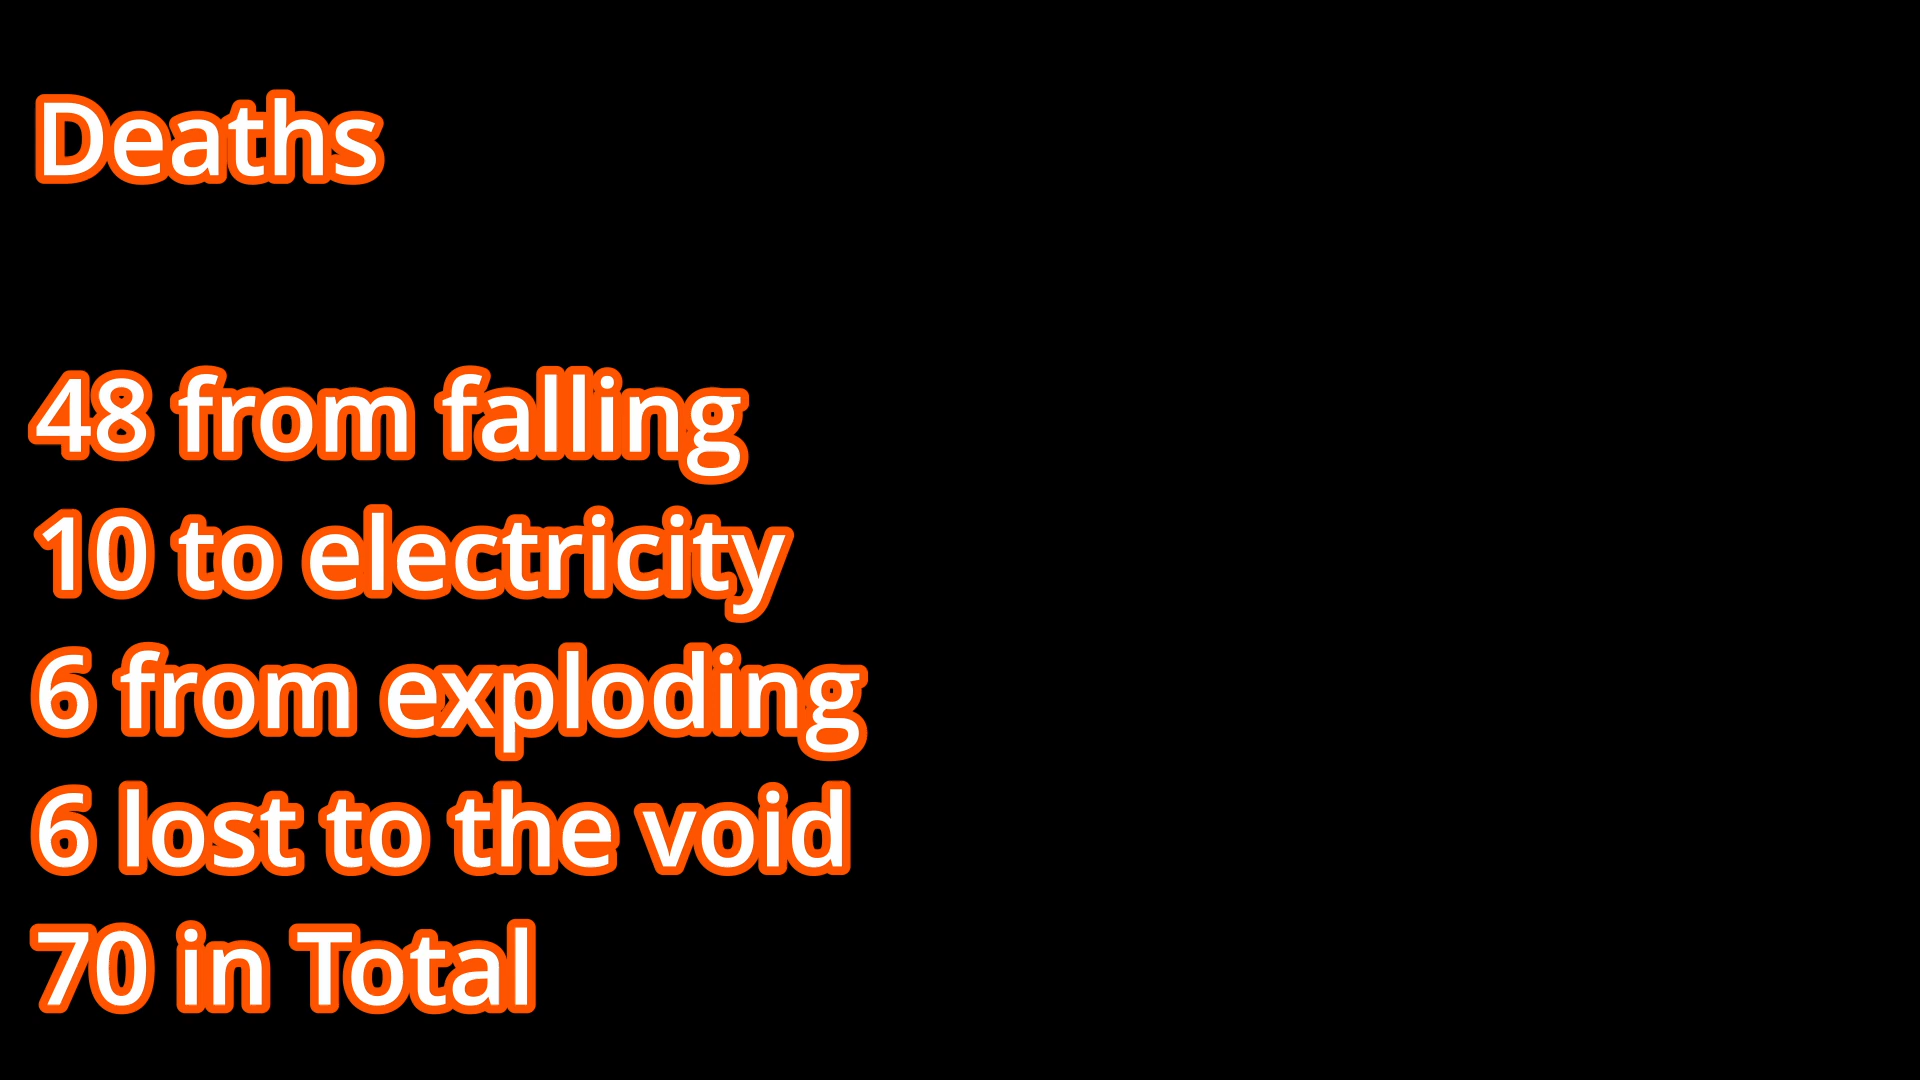 Deaths
48 from falling
10 to electricity
6 from exploding
6 lost to the void
70 in Total